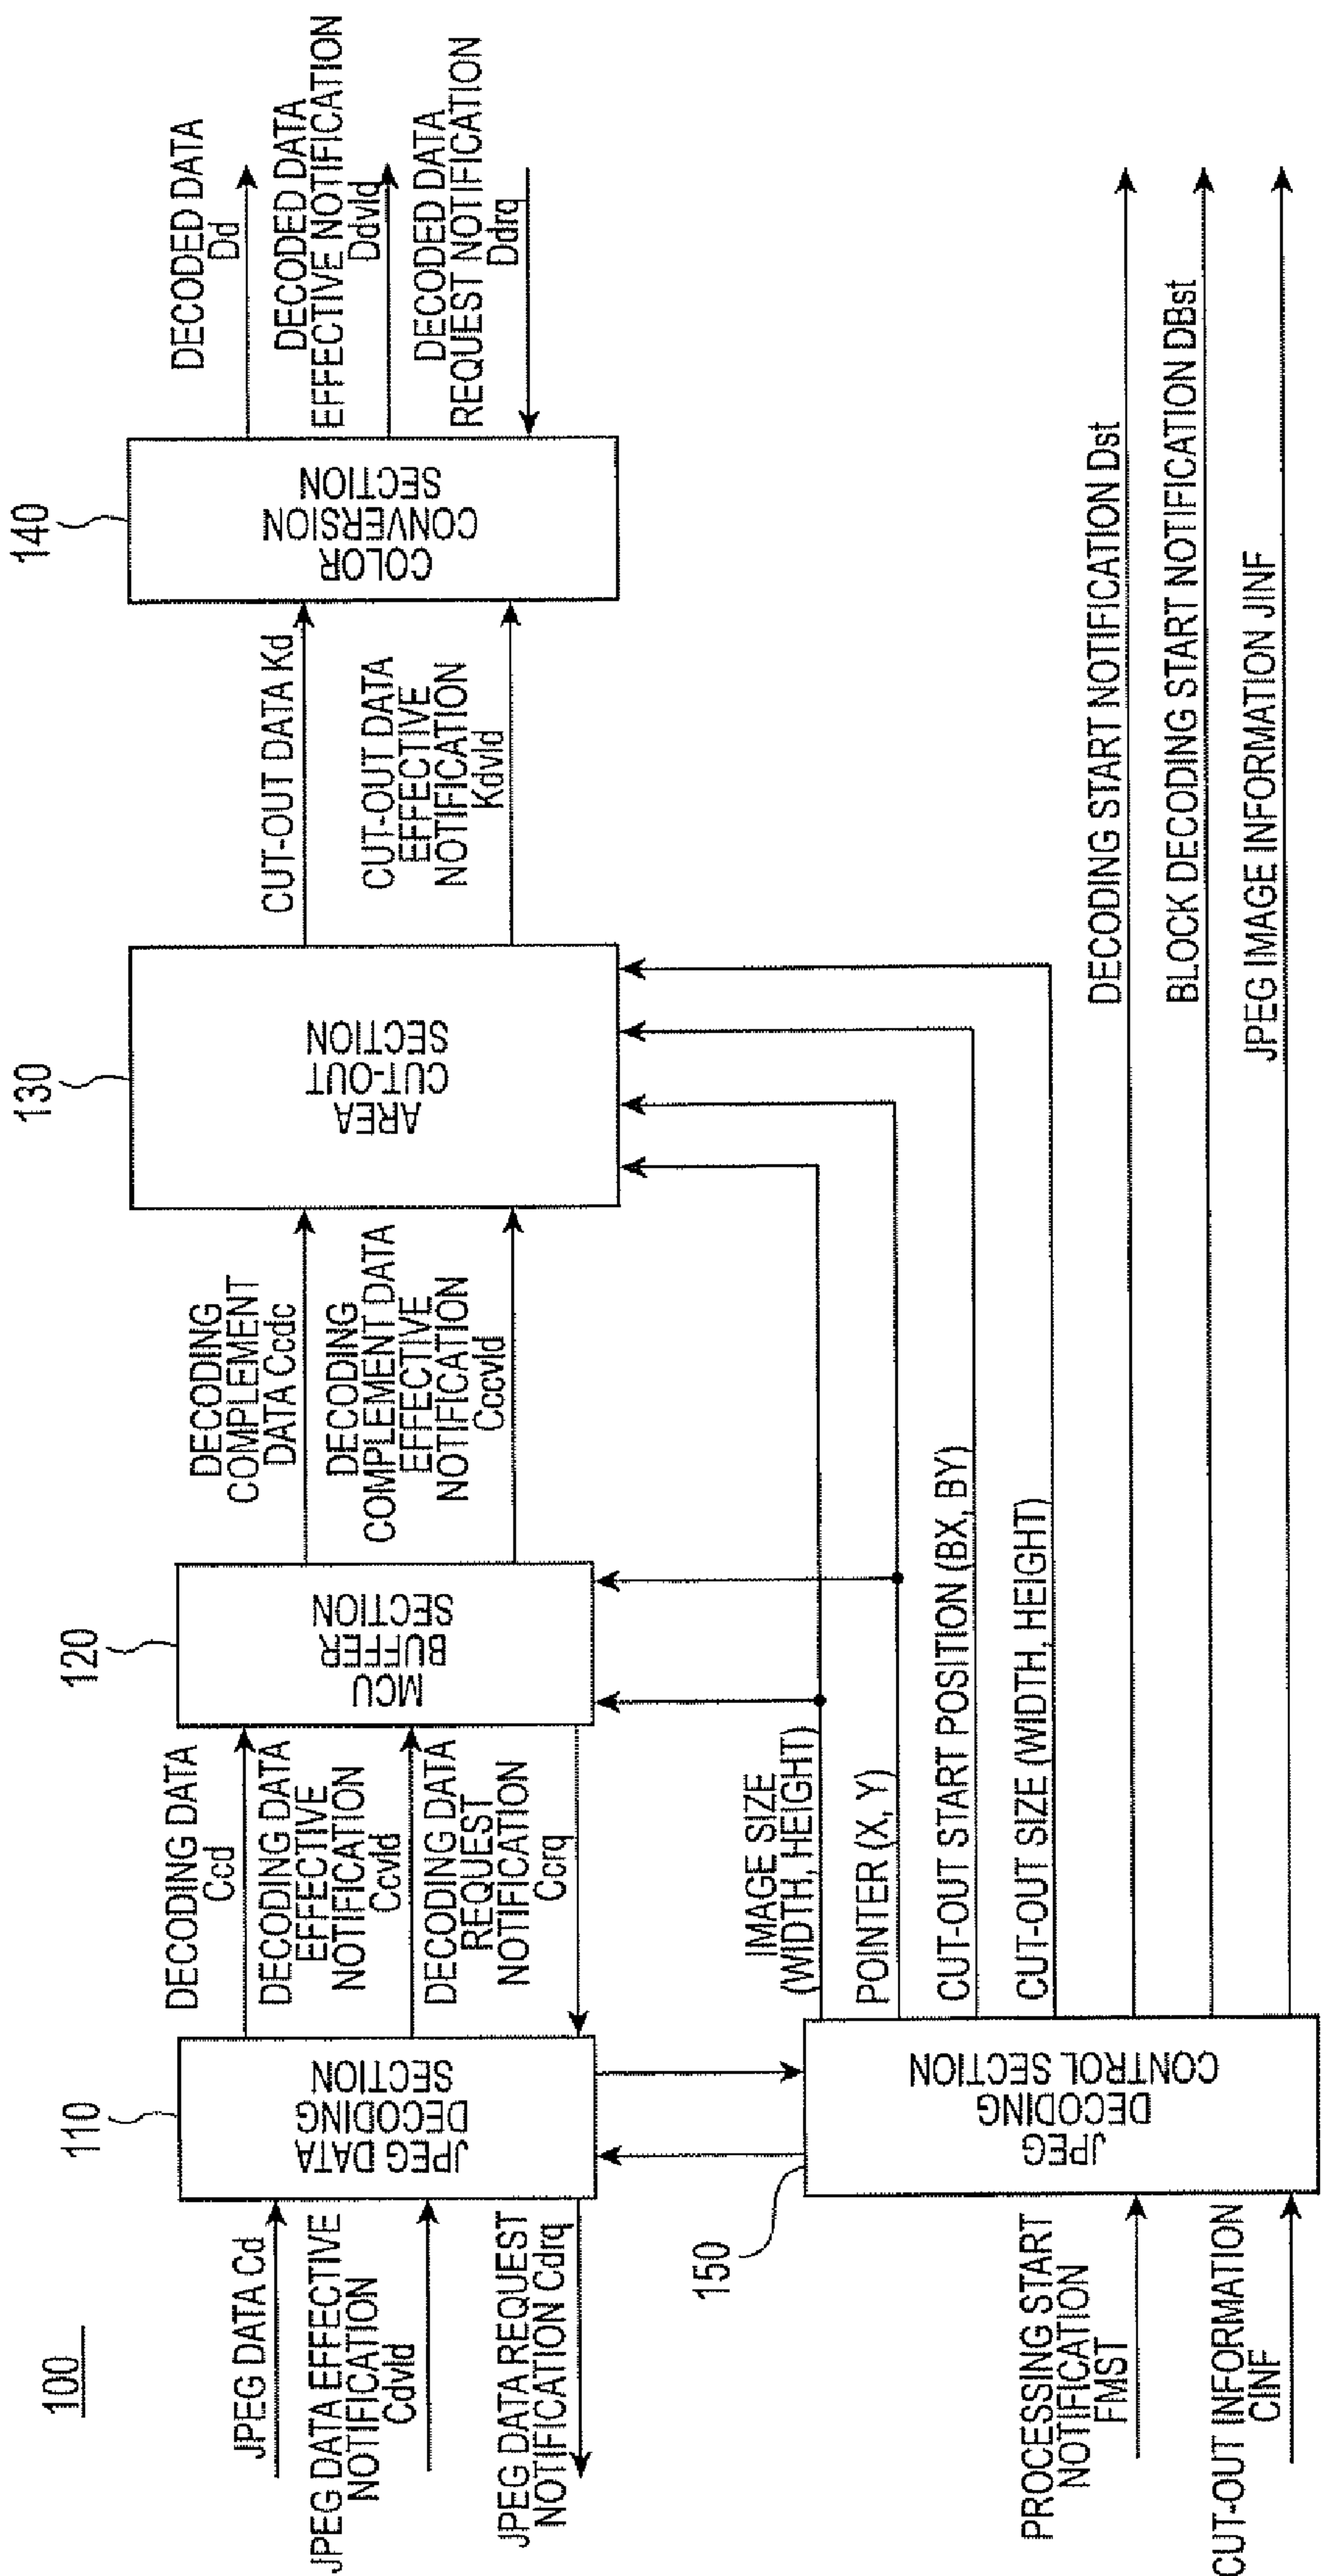 100
JPEG DATA Cd
JPEG DATA EFFECTIVE
NOTIFICATION
Cdvld
JPEG DATA REQUEST
NOTIFICATION Cdrq
110
JPEG DATA
DECODING
SECTION
DECODING DATA
Ccd
DECODING DATA
EFFECTIVE
NOTIFICATION
Ccvld
DECODING DATA
REQUEST
NOTIFICATION
Ccrq
120
MCU
BUFFER
SECTION
DECODING
COMPLEMENT
DATA Ccdc
DECODING
COMPLEMENT DATA
EFFECTIVE
NOTIFICATION
Cccvld
130
AREA
CUT-OUT
SECTION
CUT-OUT DATA Kd
CUT-OUT DATA
EFFECTIVE
NOTIFICATION
Kdvld
140
COLOR
CONVERSION
SECTION
DECODED DATA
Dd
DECODED DATA
EFFECTIVE NOTIFICATION
Ddvld
DECODED DATA
REQUEST NOTIFICATION
Ddrq
150
PROCESSING START
NOTIFICATION
FMST
CUT-OUT INFORMATION
CINF
JPEG
DECODING
CONTROL SECTION
IMAGE SIZE
(WIDTH, HEIGHT)
POINTER (X, Y)
CUT-OUT START POSITION (BX, BY)
CUT-OUT SIZE (WIDTH, HEIGHT)
DECODING START NOTIFICATION Dst
BLOCK DECODING START NOTIFICATION DBst
JPEG IMAGE INFORMATION JINF